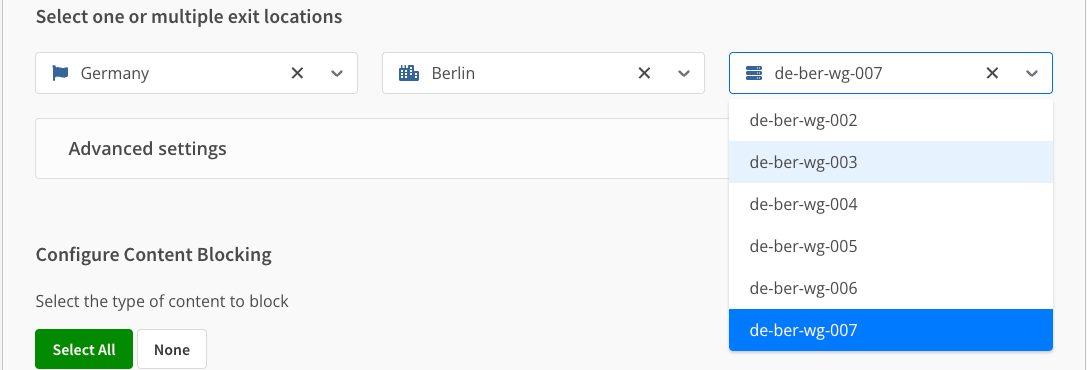 Select one or multiple exit locations
Germany
Berlin
de-ber-wg-007
Advanced settings
de-ber-wg-002
de-ber-wg-003
de-ber-wg-004
de-ber-wg-005
de-ber-wg-006
de-ber-wg-007
Configure Content Blocking
Select the type of content to block
Select All
None